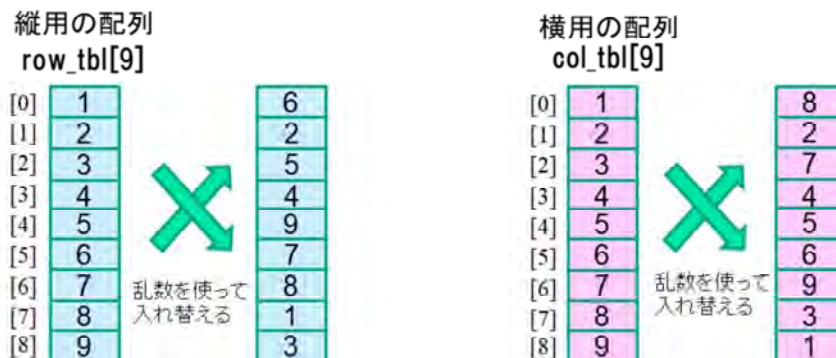 縦用の配列
row_tbl[9]
[0] 1 6
[1] 2 2
[2] 3 5
[3] 4 4
[4] 5 9
[5] 6 7
[6] 7 8
[7] 8 1
[8] 9 3
乱数を使って
入れ替える
横用の配列
col_tbl[9]
[0] 1 8
[1] 2 2
[2] 3 7
[3] 4 4
[4] 5 5
[5] 6 6
[6] 7 9
[7] 8 3
[8] 9 1
乱数を使って
入れ替える